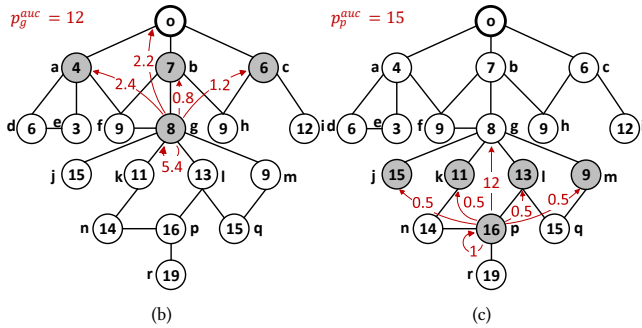 p_g^{auc} = 12
o
a 4 7 b 6 c
2.2
2.4 0.8 1.2
d 6 e 3 f 9 8 g 9 h 12 i
5.4
j 15 k 11 13 l 9 m
n 14 16 p 15 q
r 19
(b)
p_p^{auc} = 15
o
a 4 7 b 6 c
d 6 e 3 f 9 8 g 9 h 12
j 15 k 11 12 13 l 9 m
0.5 0.5 0.5 0.5
n 14 16 p 15 q
1
r 19
(c)